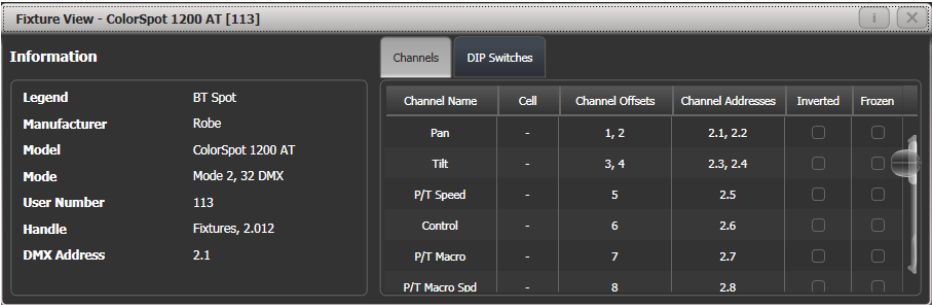 Fixture View - ColorSpot 1200 AT [113]
i
Information
Channels
DIP Switches
Legend BT Spot
Manufacturer Robe
Model ColorSpot 1200 AT
Mode Mode 2, 32 DMX
User Number 113
Handle Fixtures, 2.012
DMX Address 2.1
Channel Name Cell Channel Offsets Channel Addresses Inverted Frozen
Pan - 1, 2 2.1, 2.2
Tilt - 3, 4 2.3, 2.4
P/T Speed - 5 2.5
Control - 6 2.6
P/T Macro - 7 2.7
P/T Macro Spd - 8 2.8